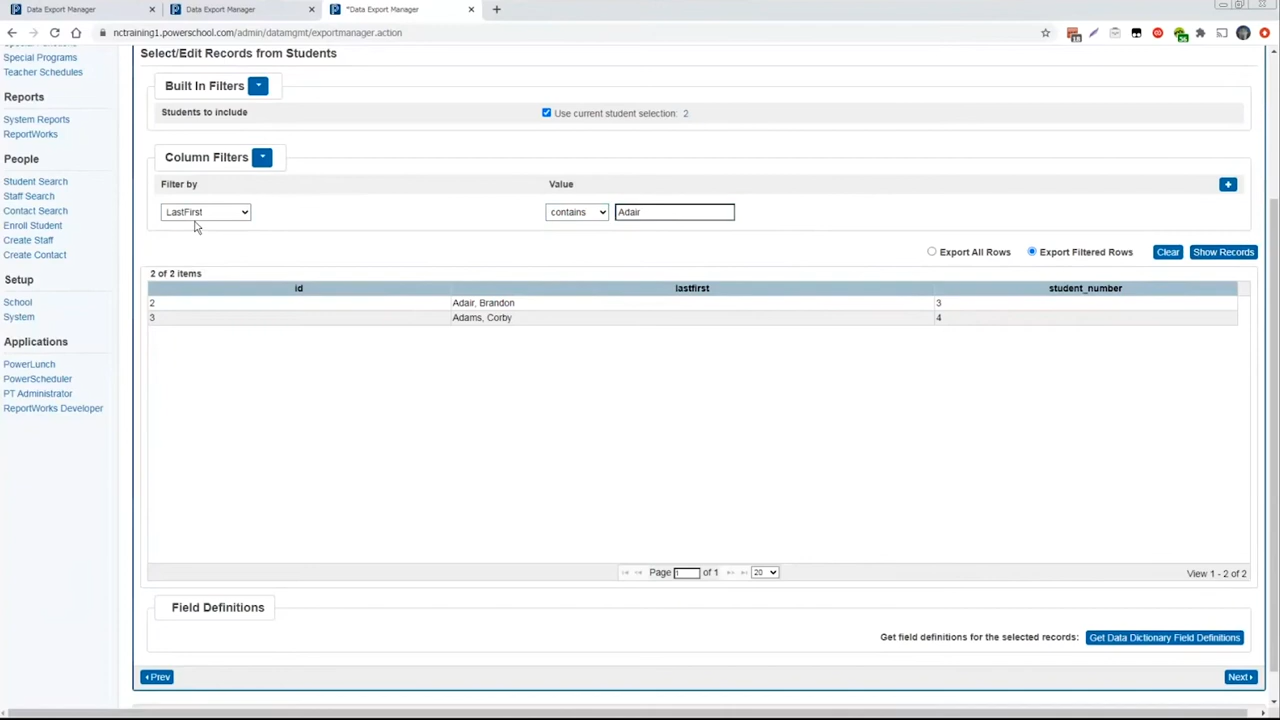 Data Export Manager
Data Export Manager
*Data Export Manager
nctraining1.powerschool.com/admin/datamgmt/exportmanager.action
Special Programs
Teacher Schedules
Reports
System Reports
ReportWorks
People
Student Search
Staff Search
Contact Search
Enroll Student
Create Staff
Create Contact
Setup
School
System
Applications
PowerLunch
PowerScheduler
PT Administrator
ReportWorks Developer
Select/Edit Records from Students
Built In Filters
Students to include Use current student selection: 2
Column Filters
Filter by Value
LastFirst contains Adair
Export All Rows Export Filtered Rows Clear Show Records
2 of 2 items
id lastfirst student_number
2 Adair, Brandon 3
3 Adams, Corby 4
Page 1 of 1 20 View 1 - 2 of 2
Field Definitions
Get field definitions for the selected records: Get Data Dictionary Field Definitions
Prev Next